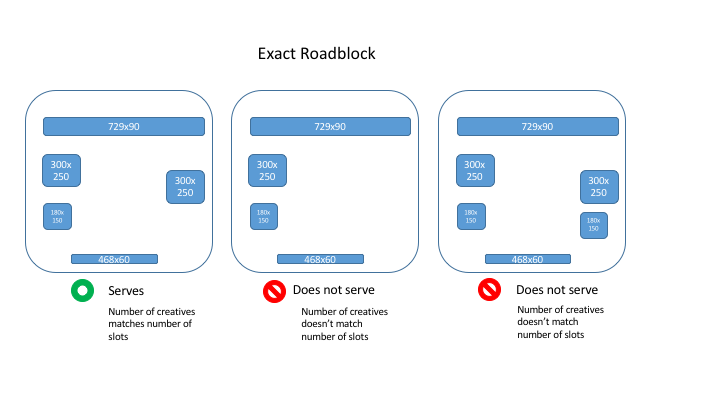 Exact Roadblock
729x90
300x
250
300x
250
180x
150
468x60
Serves
Number of creatives
matches number of
slots
729x90
300x
250
180x
150
468x60
Does not serve
Number of creatives
doesn't match
number of slots
729x90
300x
250
300x
250
180x
150
180x
150
468x60
Does not serve
Number of creatives
doesn't match
number of slots